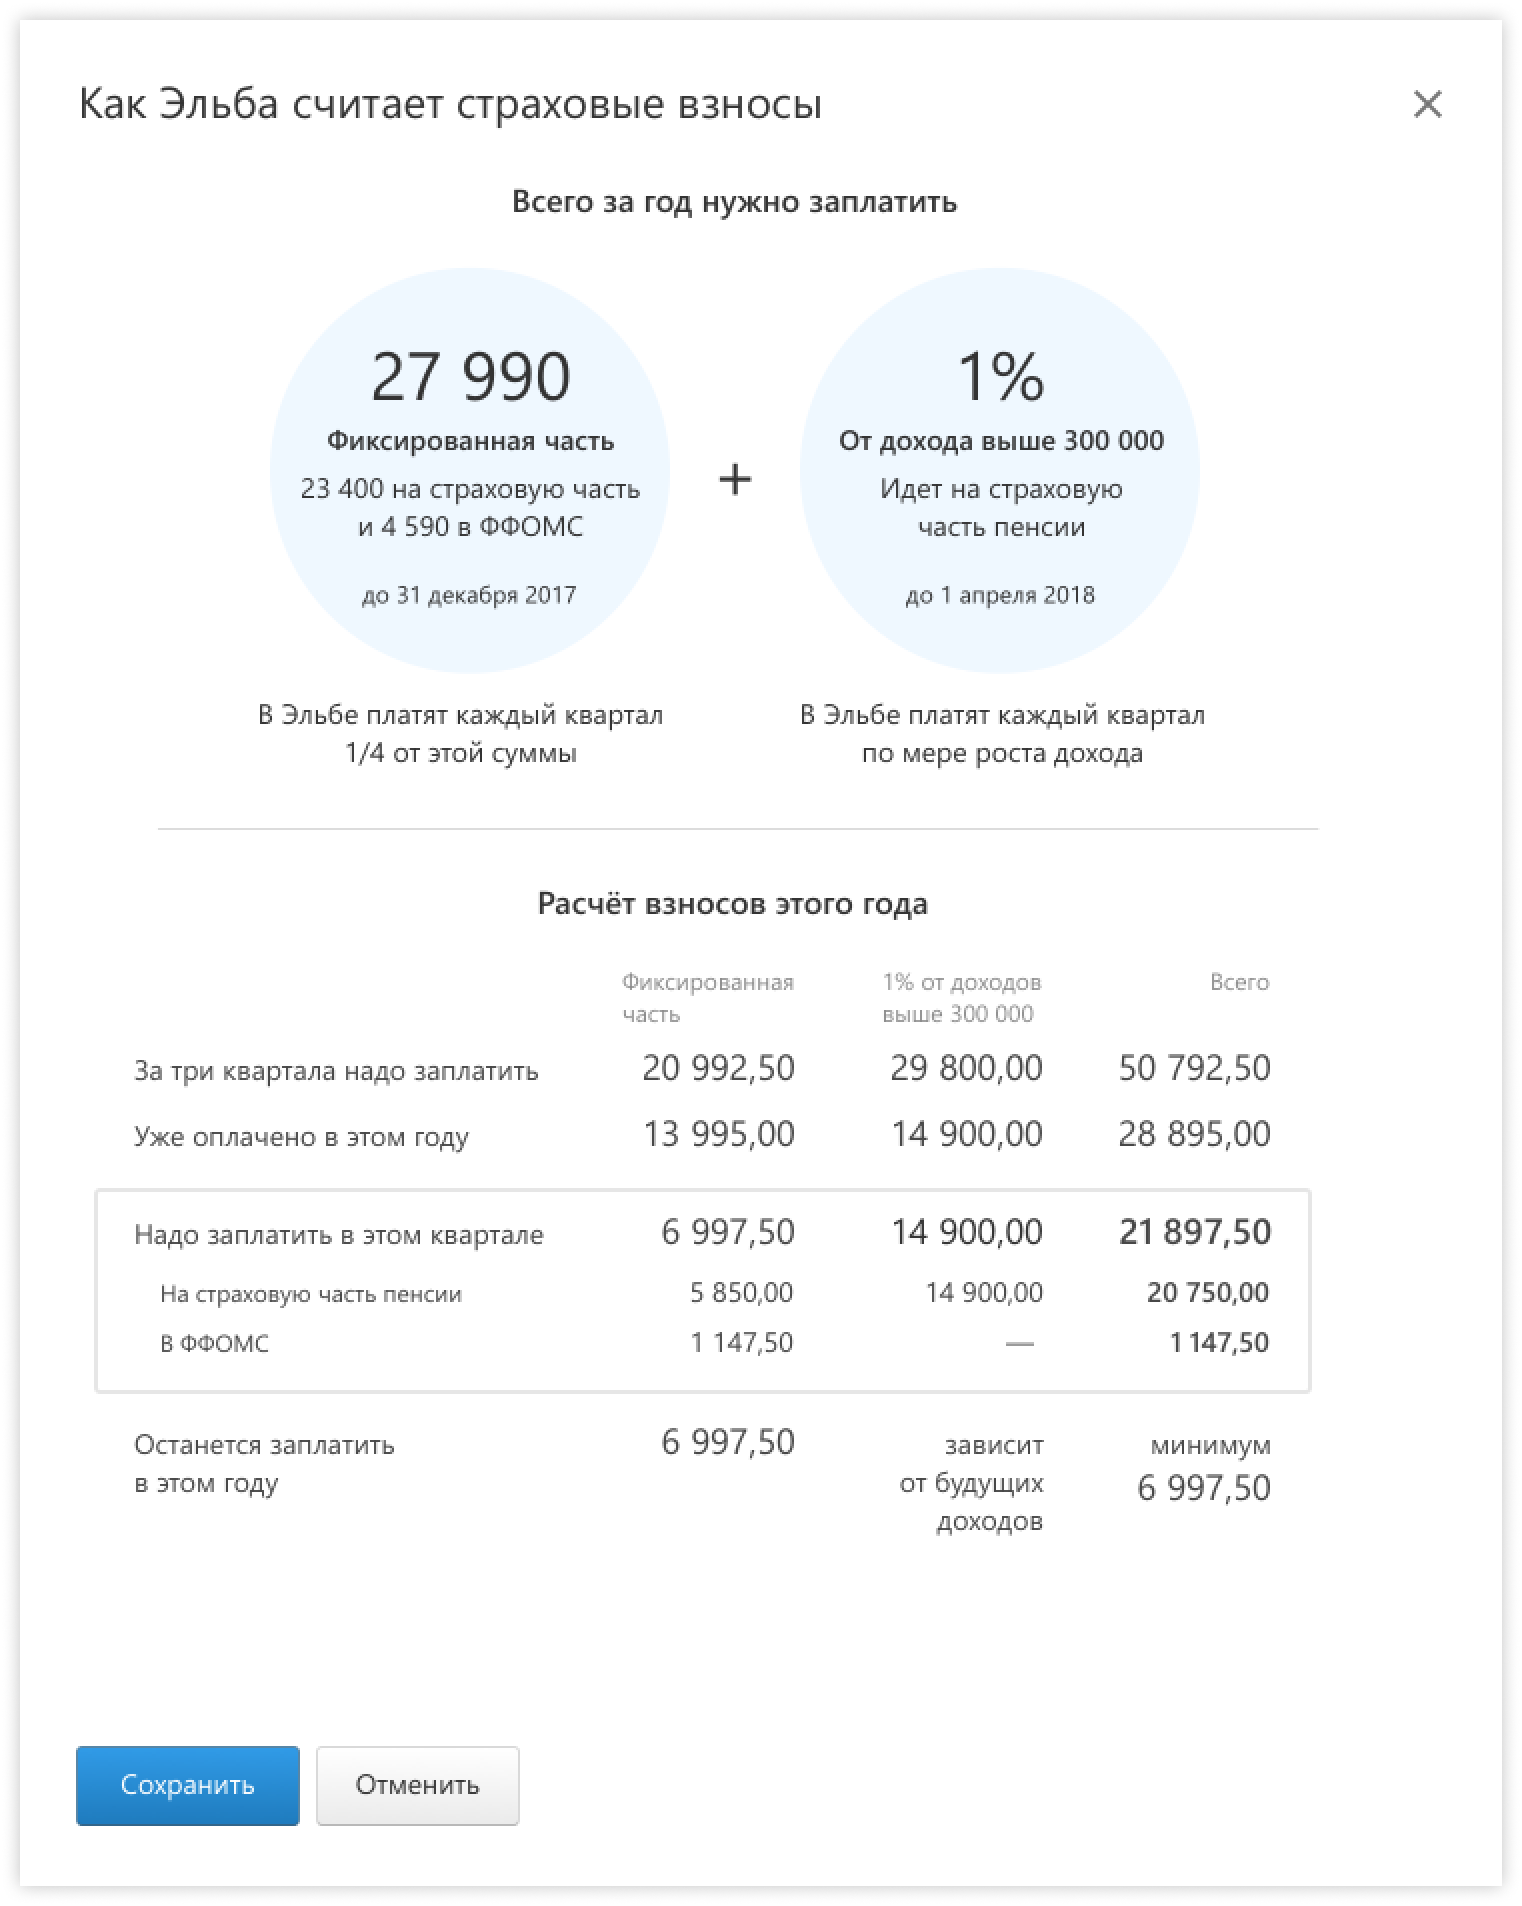 Как Эльба считает страховые взносы
Всего за год нужно заплатить
27 990
Фиксированная часть
23 400 на страховую часть
и 4 590 в ФФОМС
до 31 декабря 2017
+
1%
От дохода выше 300 000
Идет на страховую
часть пенсии
до 1 апреля 2018
В Эльбе платят каждый квартал
1/4 от этой суммы
В Эльбе платят каждый квартал
по мере роста дохода
Расчёт взносов этого года
Фиксированная
часть
1% от доходов
выше 300 000
Всего
За три квартала надо заплатить 20 992,50 29 800,00 50 792,50
Уже оплачено в этом году 13 995,00 14 900,00 28 895,00
Надо заплатить в этом квартале 6 997,50 14 900,00 21 897,50
На страховую часть пенсии 5 850,00 14 900,00 20 750,00
В ФФОМС 1 147,50 — 1 147,50
Останется заплатить
в этом году
6 997,50
зависит
от будущих
доходов
минимум
6 997,50
Сохранить
Отменить